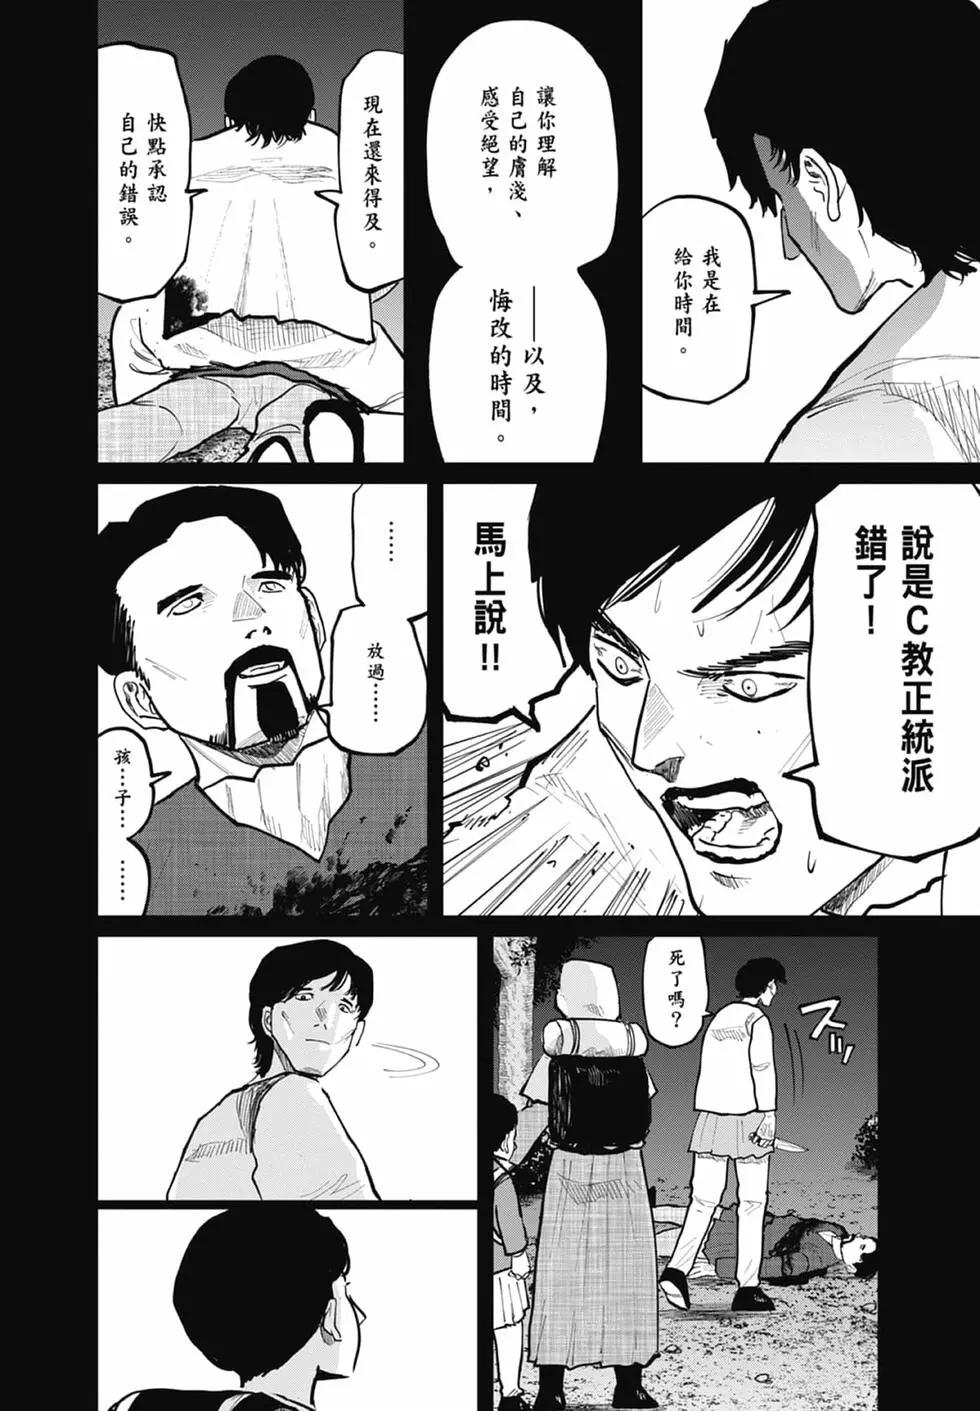 我是在
給你時間。
讓你理解
自己的膚淺、
感受絕望，
——以及，
悔改的時間。
現在還來得及。
快點承認
自己的錯誤。
說是C教正統派
錯了！
馬上說!!
……
放過……
孩…子…
……
死了嗎？
ズッ